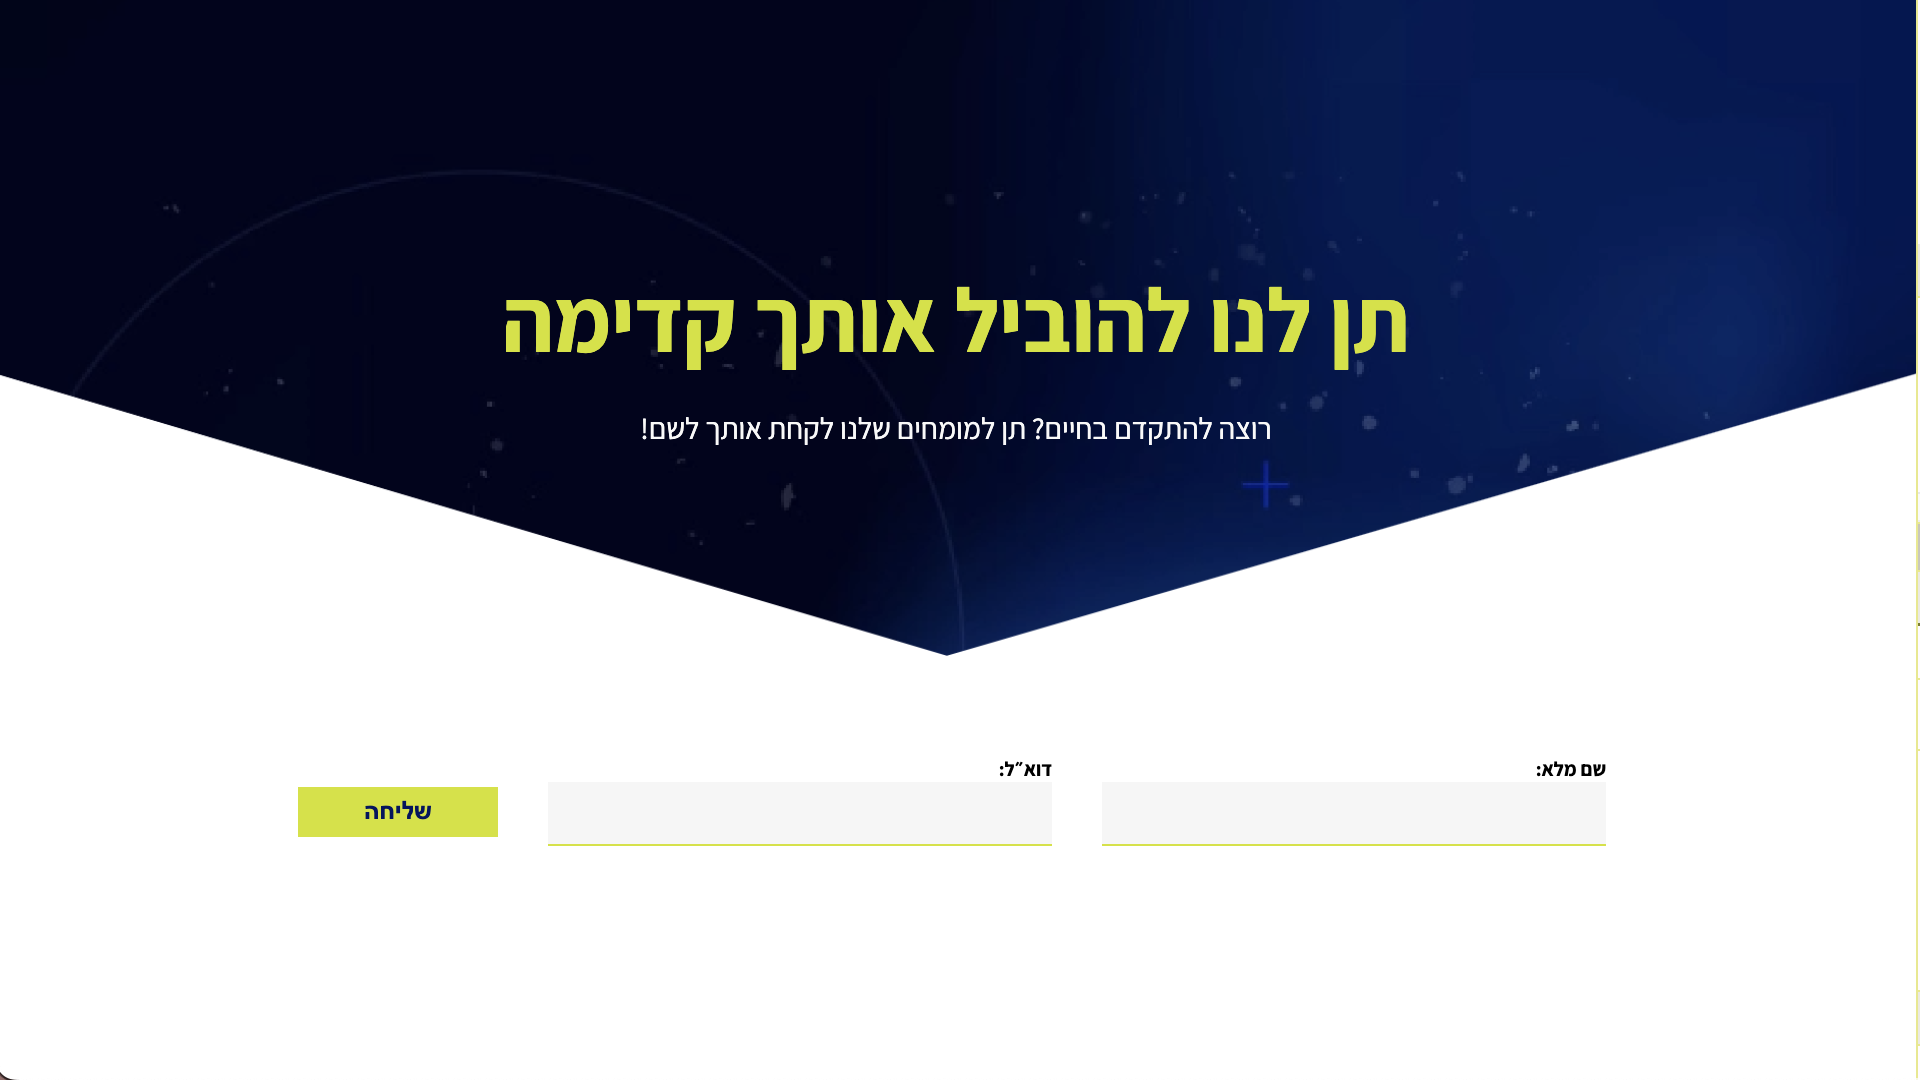 תן לנו להוביל אותך קדימה
רוצה להתקדם בחיים? תן למומחים שלנו לקחת אותך לשם!
שם מלא:
דוא״ל:
שליחה